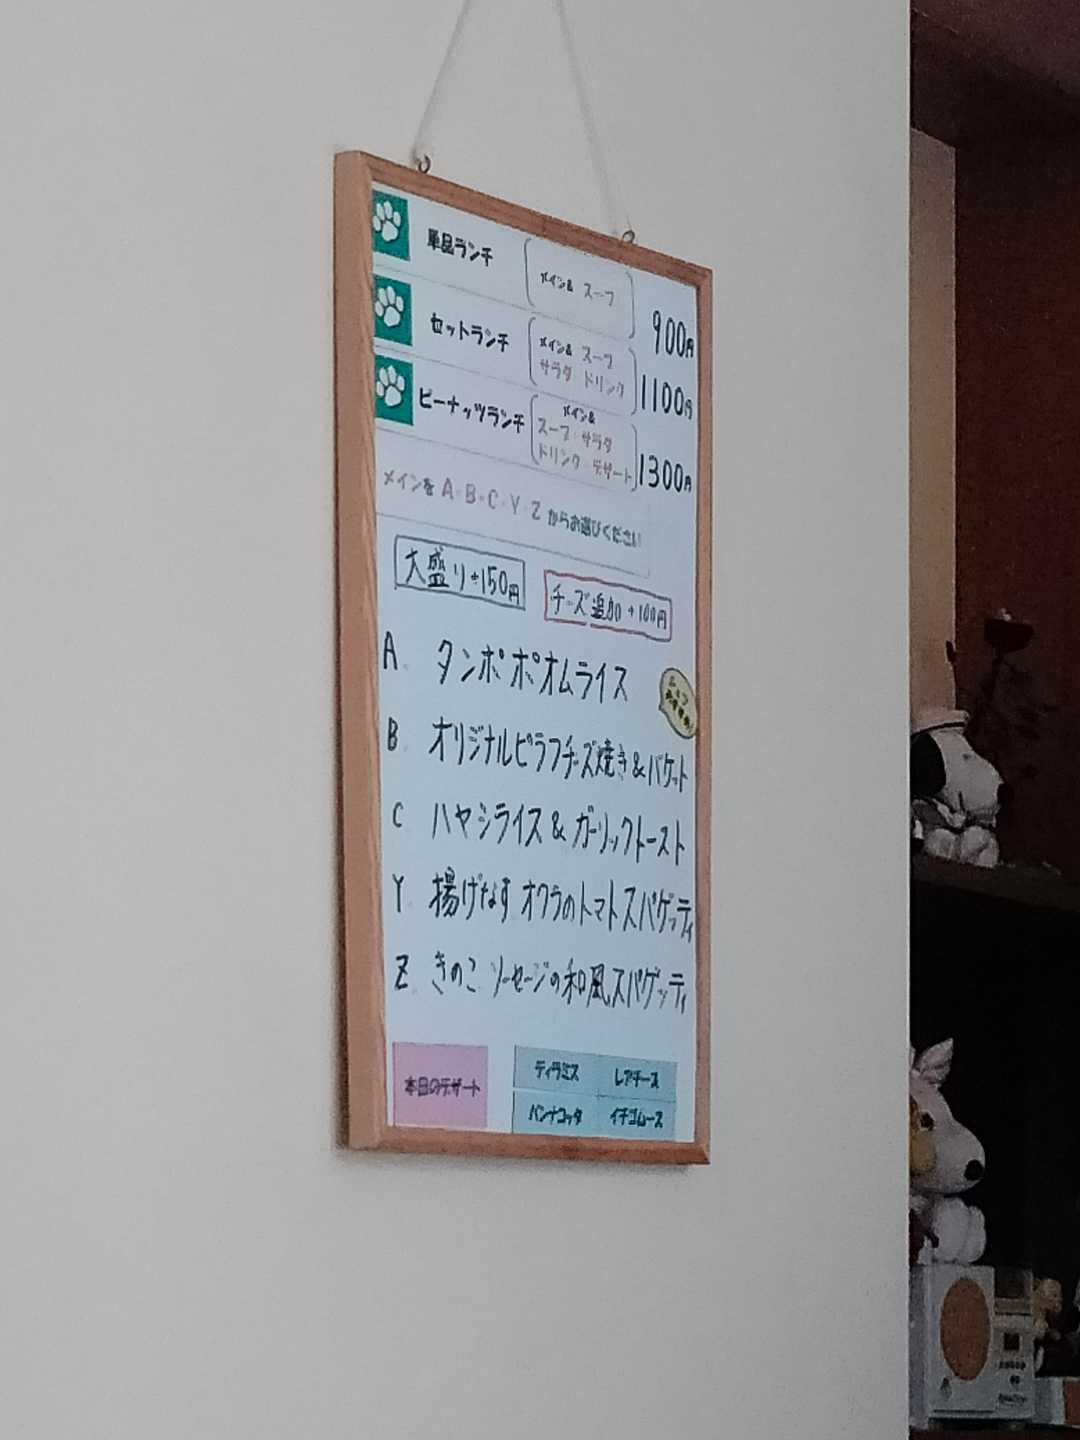 単品ランチ
メイン& スープ
900円
セットランチ
メイン& スープ
サラダ ドリンク
1100円
ピーナッツランチ
メイン&
スープ・サラダ
ドリンク・デザート
1300円
メインを A・B・C・Y・Z からお選びください
大盛り+150円
チーズ追加+100円
A. タンポポオムライス
B. オリジナルピラフチーズ焼き&バケット
C ハヤシライス&ガーリックトースト
Y. 揚げなす オクラのトマトスパゲッティ
Z. きのこ ソーセージの和風スパゲッティ
本日のデザート
ティラミス
レアチーズ
パンナコッタ
イチゴムース